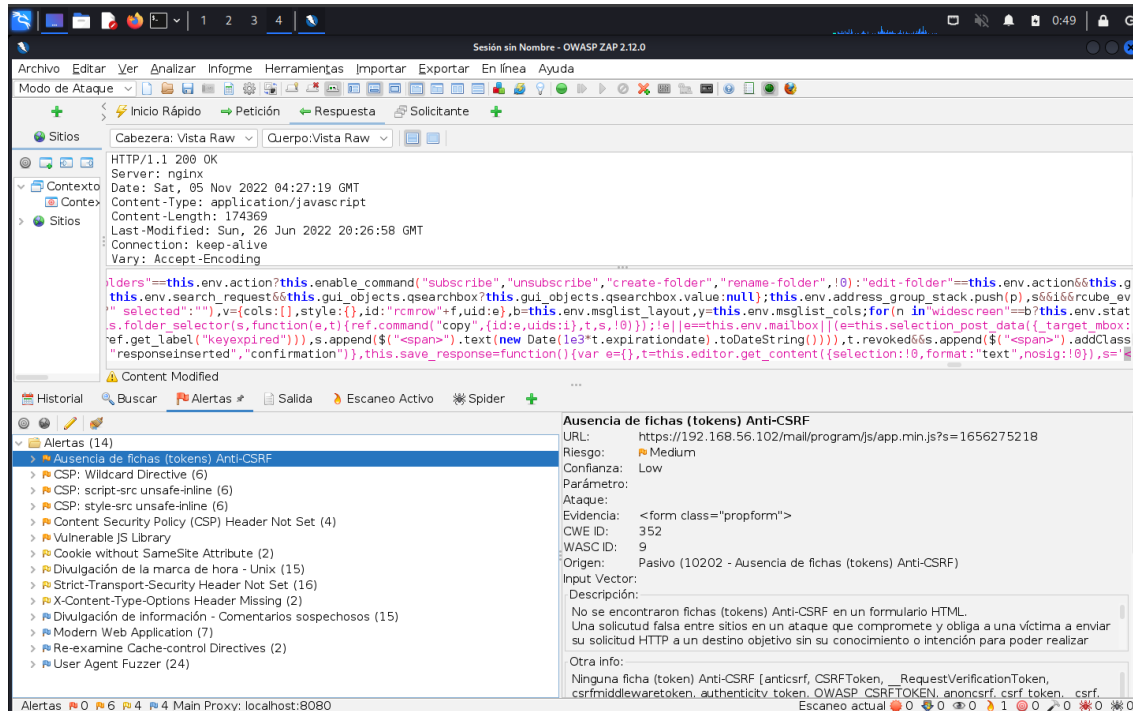 1 2 3 4
0:49
Sesión sin Nombre - OWASP ZAP 2.12.0
Archivo Editar Ver Analizar Informe Herramientas Importar Exportar En línea Ayuda
Modo de Ataque
Inicio Rápido Petición Respuesta Solicitante
Sitios
Cabezera: Vista Raw Cuerpo:Vista Raw
Contexto
Sitios
HTTP/1.1 200 OK
Server: nginx
Date: Sat, 05 Nov 2022 04:27:19 GMT
Content-Type: application/javascript
Content-Length: 174369
Last-Modified: Sun, 26 Jun 2022 20:26:58 GMT
Connection: keep-alive
Vary: Accept-Encoding
olders"==this.env.action?this.enable_command("subscribe","unsubscribe","create-folder","rename-folder",!0):"edit-folder"==this.env.action&&this.g
this.env.search_request&&this.gui_objects.qsearchbox?this.gui_objects.qsearchbox.value:null};this.env.address_group_stack.push(p),s&&i&&rcube_ev
" selected":""),v={cols:[],style:{},id:"rcmrow"+f,uid:e},b=this.env.msglist_layout,y=this.env.msglist_cols;for(n in"widescreen"==b?this.env.stat
s.folder_selector(s,function(e,t){ref.command("copy",{id:e,uids:i},t,s,!0)});!e||e==this.env.mailbox||(e=this.selection_post_data({_target_mbox:
ref.get_label("keyexpired"))),s.append($("<span>").text(new Date(1e3*t.expirationdate).toDateString()))),t.revoked&&s.append($("<span>").addClass
"responseinserted","confirmation")},this.save_response=function(){var e={},t=this.editor.get_content({selection:!0,format:"text",nosig:!0}),s='<
Content Modified
Historial Buscar Alertas Salida Escaneo Activo Spider
Alertas (14)
Ausencia de fichas (tokens) Anti-CSRF
CSP: Wildcard Directive (6)
CSP: script-src unsafe-inline (6)
CSP: style-src unsafe-inline (6)
Content Security Policy (CSP) Header Not Set (4)
Vulnerable JS Library
Cookie without SameSite Attribute (2)
Divulgación de la marca de hora - Unix (15)
Strict-Transport-Security Header Not Set (16)
X-Content-Type-Options Header Missing (2)
Divulgación de información - Comentarios sospechosos (15)
Modern Web Application (7)
Re-examine Cache-control Directives (2)
User Agent Fuzzer (24)
Ausencia de fichas (tokens) Anti-CSRF
URL: https://192.168.56.102/mail/program/js/app.min.js?s=1656275218
Riesgo: Medium
Confianza: Low
Parámetro:
Ataque:
Evidencia: <form class="propform">
CWE ID: 352
WASC ID: 9
Origen: Pasivo (10202 - Ausencia de fichas (tokens) Anti-CSRF)
Input Vector:
Descripción:
No se encontraron fichas (tokens) Anti-CSRF en un formulario HTML.
Una solicutud falsa entre sitios en un ataque que compromete y obliga a una víctima a enviar
su solicitud HTTP a un destino objetivo sin su conocimiento o intención para poder realizar
Otra info:
Ninguna ficha (token) Anti-CSRF [anticsrf, CSRFToken, __RequestVerificationToken,
csrfmiddlewaretoken, authenticity_token, OWASP_CSRFTOKEN, anoncsrf, csrf_token, _csrf,
Alertas 0 6 4 4 Main Proxy: localhost:8080
Escaneo actual 0 0 0 1 0 0 0 0